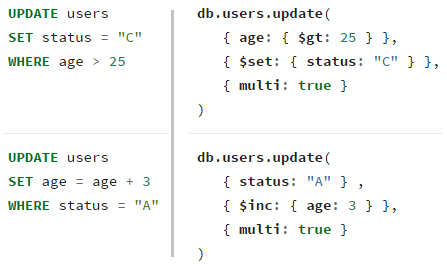 UPDATE users
SET status = "C"
WHERE age > 25
db.users.update(
{ age: { $gt: 25 } },
{ $set: { status: "C" } },
{ multi: true }
)
UPDATE users
SET age = age + 3
WHERE status = "A"
db.users.update(
{ status: "A" } ,
{ $inc: { age: 3 } },
{ multi: true }
)